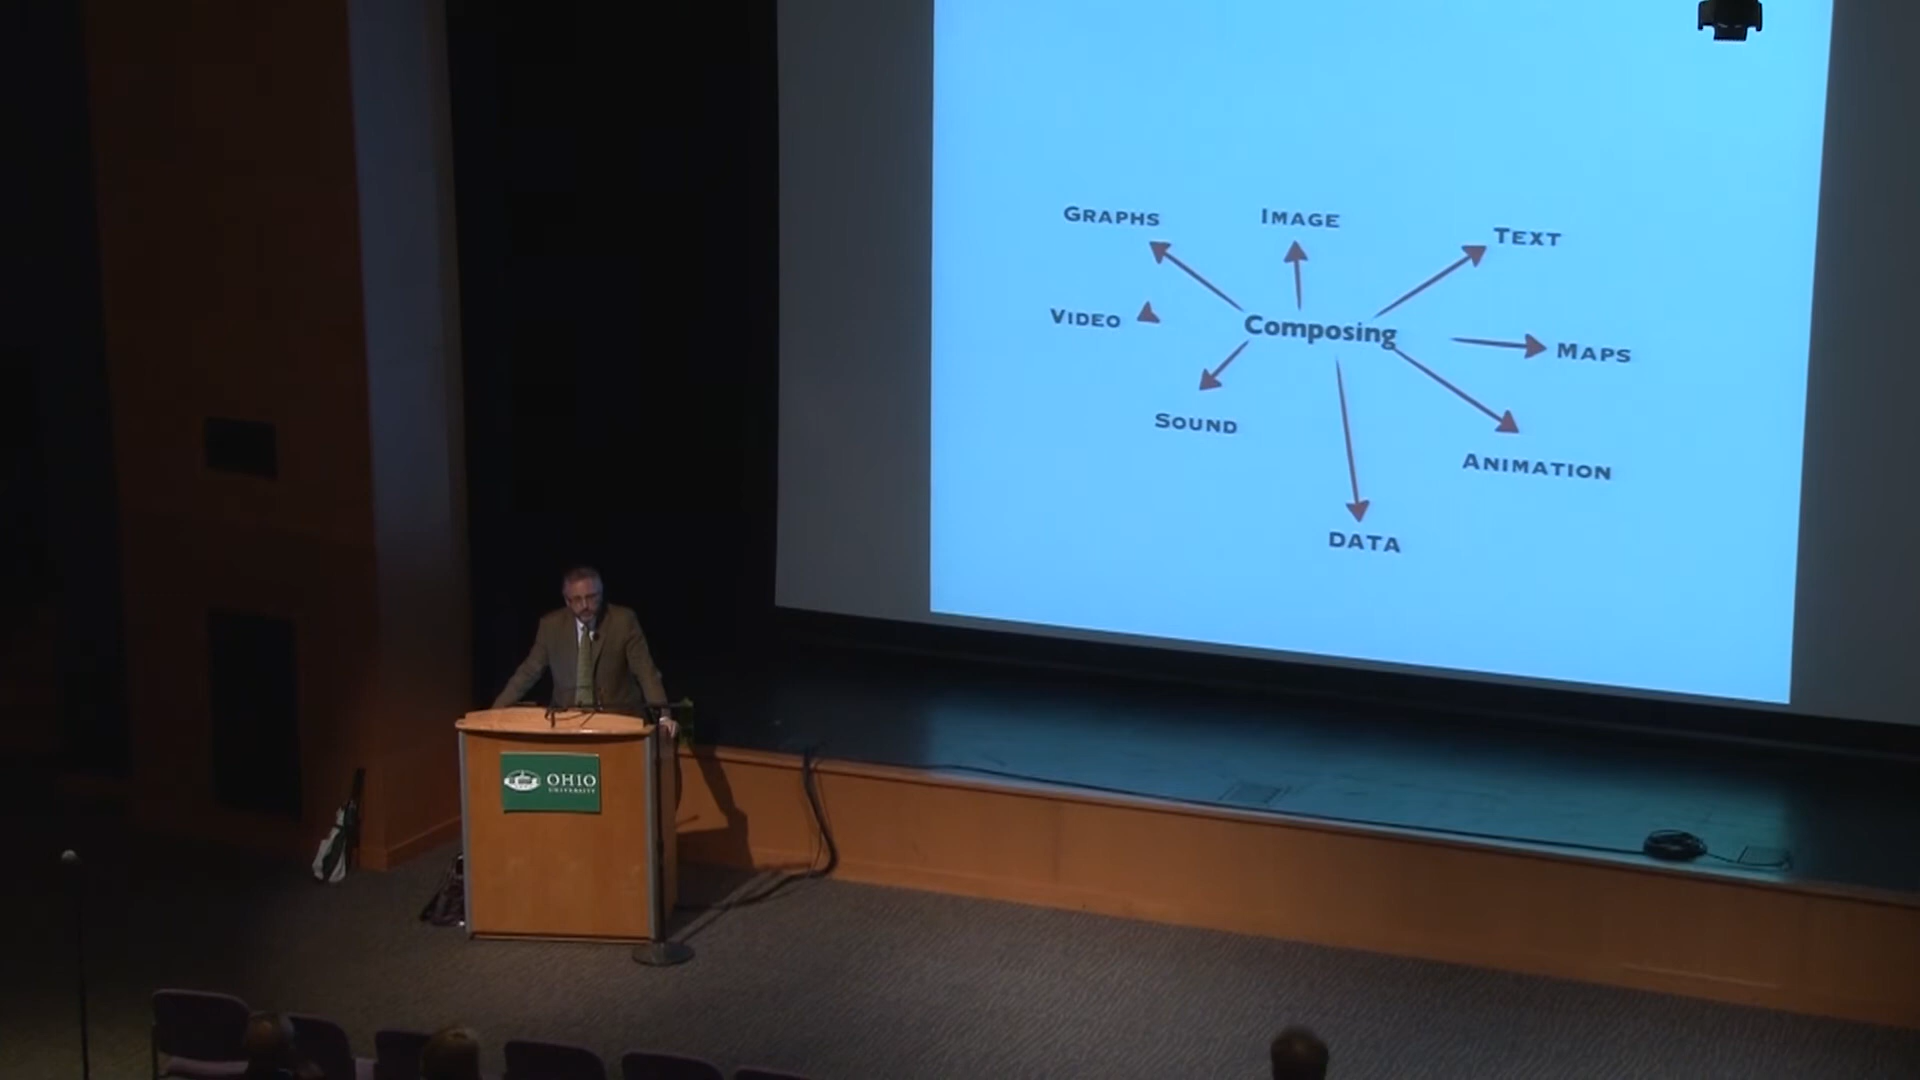 GRAPHS
IMAGE
TEXT
VIDEO
Composing
MAPS
SOUND
ANIMATION
DATA
OHIO
UNIVERSITY